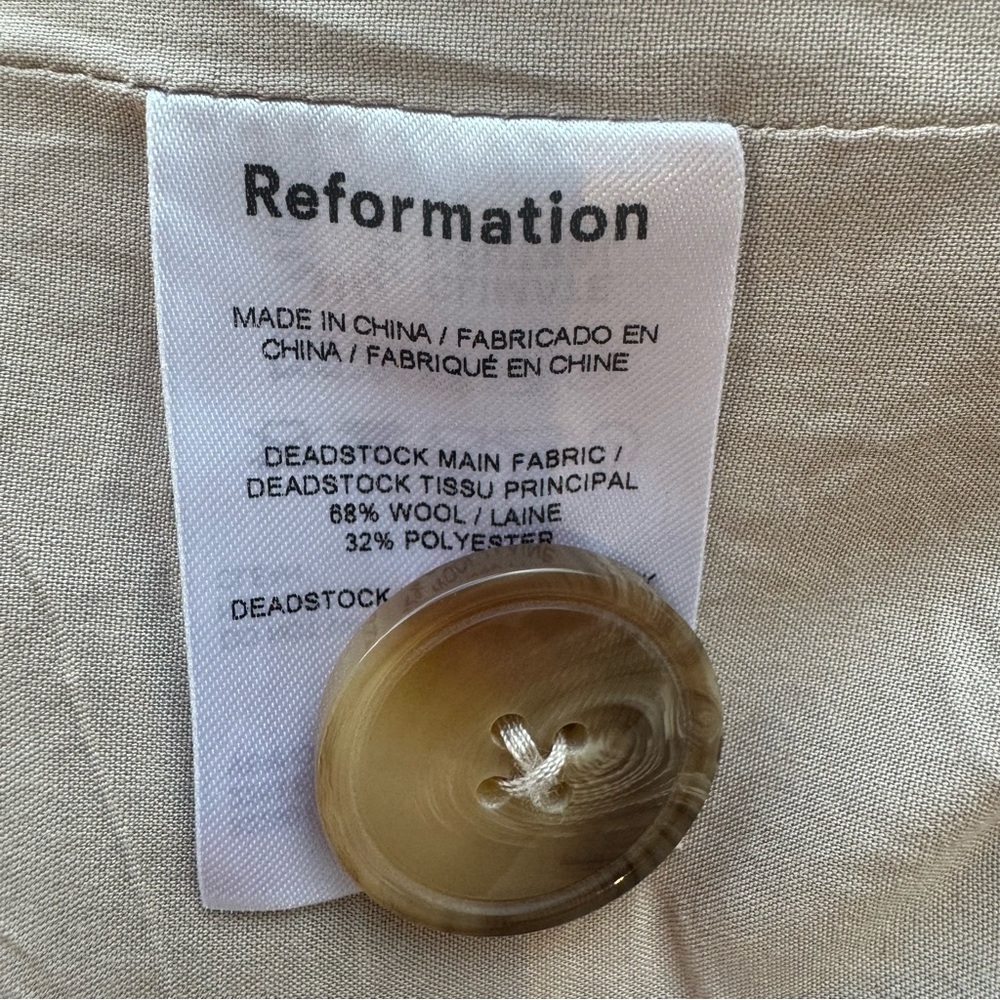 Reformation
MADE IN CHINA / FABRICADO EN
CHINA / FABRIQUÉ EN CHINE
DEADSTOCK MAIN FABRIC /
DEADSTOCK TISSU PRINCIPAL
68% WOOL / LAINE
32% POLYESTER
DEADSTOCK